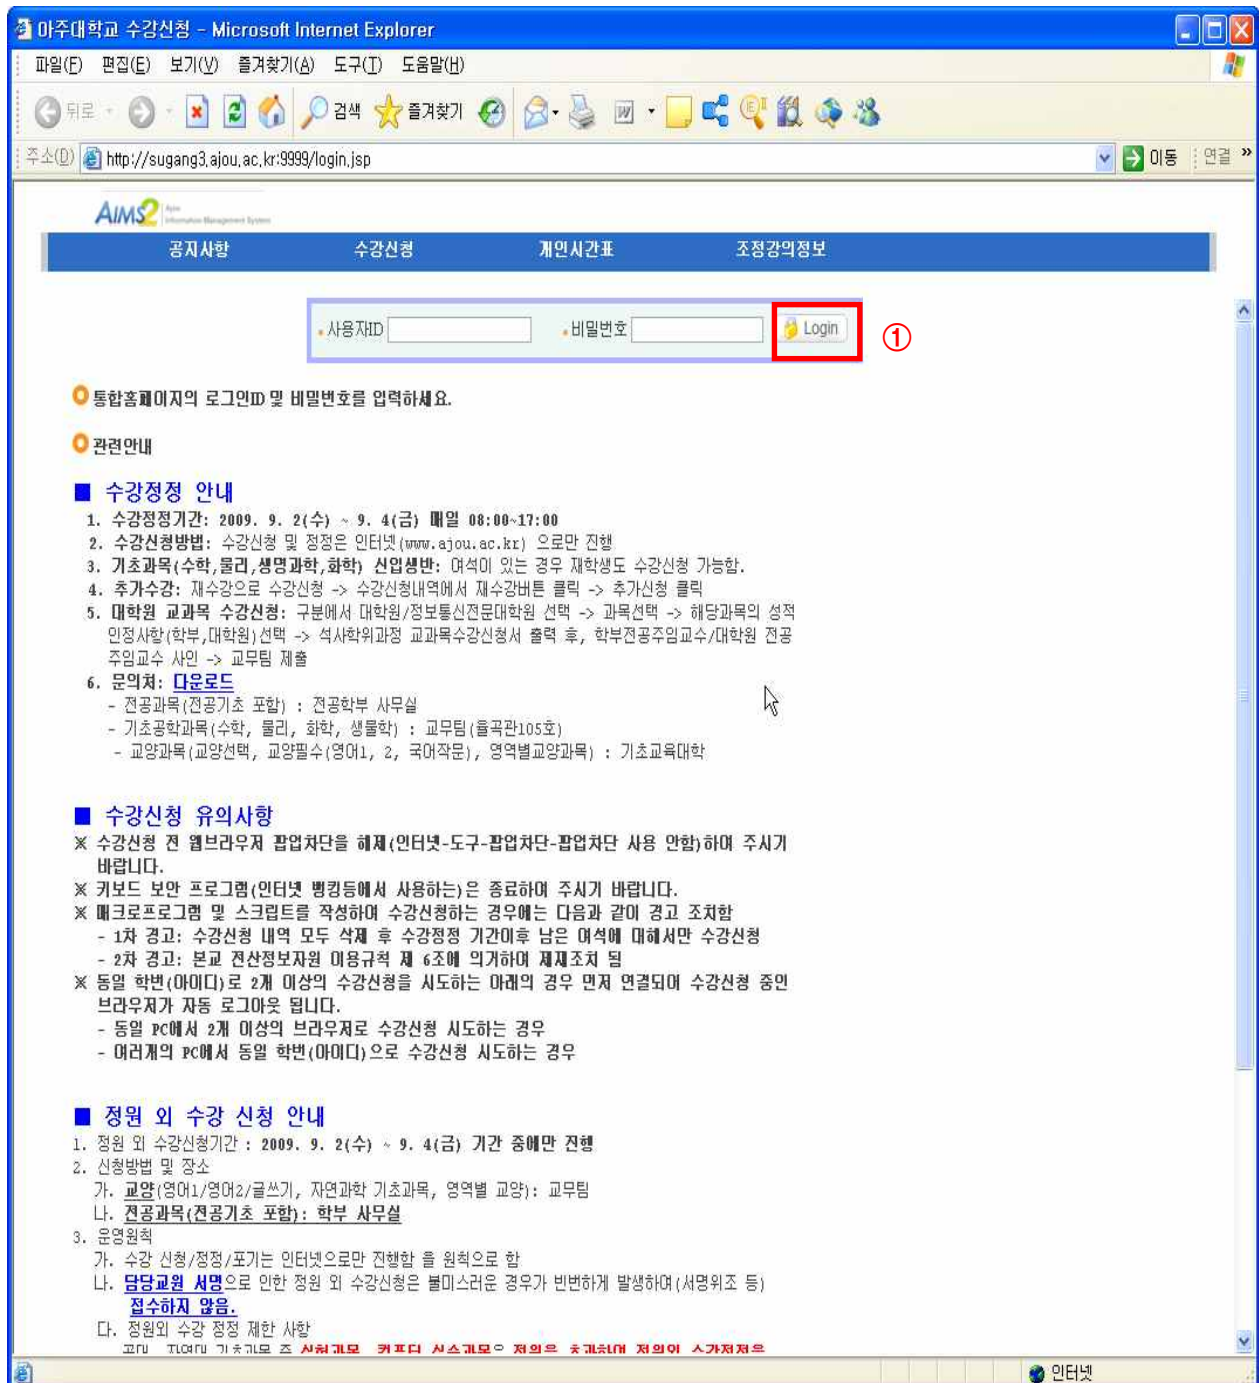 아주대학교 수강신청 - Microsoft Internet Explorer
파일(F) 편집(E) 보기(V) 즐겨찾기(A) 도구(T) 도움말(H)
뒤로 검색 즐겨찾기
주소(D) http://sugang3.ajou.ac.kr:9999/login.jsp 이동 연결 »
AIMS2 Ajou Information Management System
공지사항 수강신청 개인시간표 조정강의정보
사용자ID 비밀번호 Login ①
통합홈페이지의 로그인ID 및 비밀번호를 입력하세요.
관련안내
■ 수강정정 안내
1. 수강정정기간: 2009. 9. 2(수) ~ 9. 4(금) 매일 08:00~17:00
2. 수강신청방법: 수강신청 및 정정은 인터넷(www.ajou.ac.kr) 으로만 진행
3. 기초과목(수학,물리,생명과학,화학) 신입생반: 여석이 있는 경우 재학생도 수강신청 가능함.
4. 추가수강: 재수강으로 수강신청 -> 수강신청내역에서 재수강버튼 클릭 -> 추가신청 클릭
5. 대학원 교과목 수강신청: 구분에서 대학원/정보통신전문대학원 선택 -> 과목선택 -> 해당과목의 성적
인정사항(학부,대학원)선택 -> 석사학위과정 교과목수강신청서 출력 후, 학부전공주임교수/대학원 전공
주임교수 사인 -> 교무팀 제출
6. 문의처: 다운로드
- 전공과목(전공기초 포함) : 전공학부 사무실
- 기초공학과목(수학, 물리, 화학, 생물학) : 교무팀(율곡관105호)
- 교양과목(교양선택, 교양필수(영어1, 2, 국어작문), 영역별교양과목) : 기초교육대학
■ 수강신청 유의사항
※ 수강신청 전 웹브라우저 팝업차단을 해제(인터넷-도구-팝업차단-팝업차단 사용 안함)하여 주시기
바랍니다.
※ 키보드 보안 프로그램(인터넷 뱅킹등에서 사용하는)은 종료하여 주시기 바랍니다.
※ 매크로프로그램 및 스크립트를 작성하여 수강신청하는 경우에는 다음과 같이 경고 조치함
- 1차 경고: 수강신청 내역 모두 삭제 후 수강정정 기간이후 남은 여석에 대해서만 수강신청
- 2차 경고: 본교 전산정보자원 이용규칙 제 6조에 의거하여 제재조치 됨
※ 동일 학번(아이디)로 2개 이상의 수강신청을 시도하는 아래의 경우 먼저 연결되어 수강신청 중인
브라우저가 자동 로그아웃 됩니다.
- 동일 PC에서 2개 이상의 브라우저로 수강신청 시도하는 경우
- 여러개의 PC에서 동일 학번(아이디)으로 수강신청 시도하는 경우
■ 정원 외 수강 신청 안내
1. 정원 외 수강신청기간 : 2009. 9. 2(수) ~ 9. 4(금) 기간 중에만 진행
2. 신청방법 및 장소
가. 교양(영어1/영어2/글쓰기, 자연과학 기초과목, 영역별 교양): 교무팀
나. 전공과목(전공기초 포함): 학부 사무실
3. 운영원칙
가. 수강 신청/정정/포기는 인터넷으로만 진행함 을 원칙으로 함
나. 담당교원 서명으로 인한 정원 외 수강신청은 불미스러운 경우가 빈번하게 발생하여(서명위조 등)
접수하지 않음.
다. 정원외 수강 정정 제한 사항
인터넷